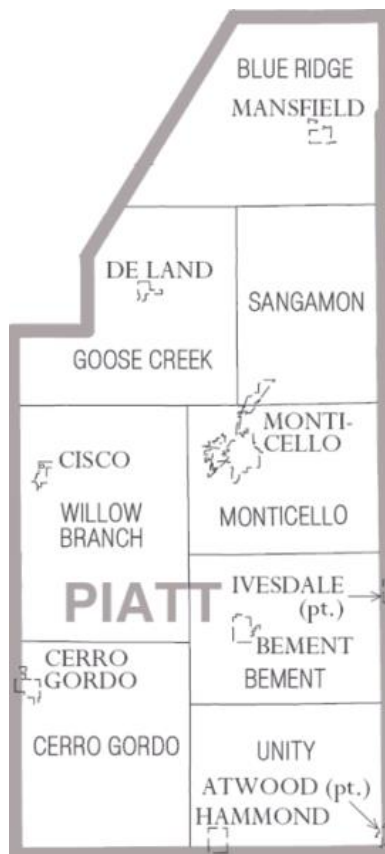 BLUE RIDGE
MANSFIELD
DE LAND
SANGAMON
GOOSE CREEK
MONTI-
CELLO
CISCO
WILLOW
BRANCH
MONTICELLO
PIATT
IVESDALE
(pt.)
BEMENT
BEMENT
CERRO
GORDO
CERRO GORDO
UNITY
ATWOOD (pt.)
HAMMOND